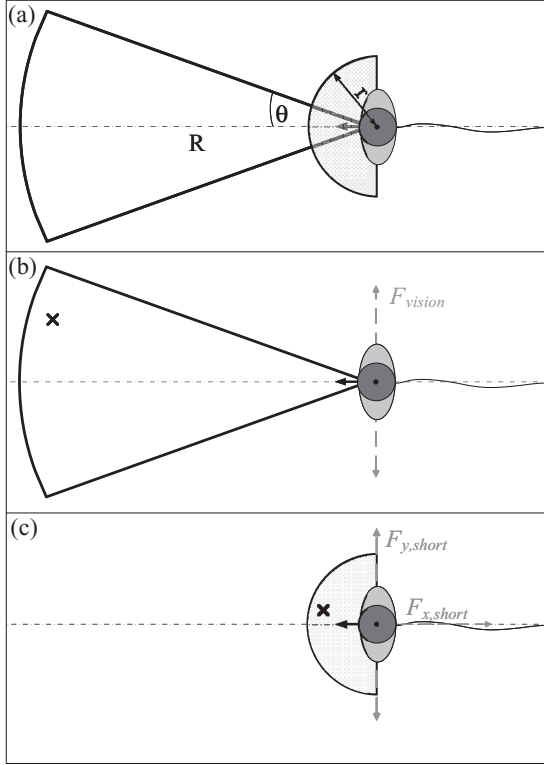 (a)
r
θ
R
(b)
F_vision
(c)
F_y,short
F_x,short